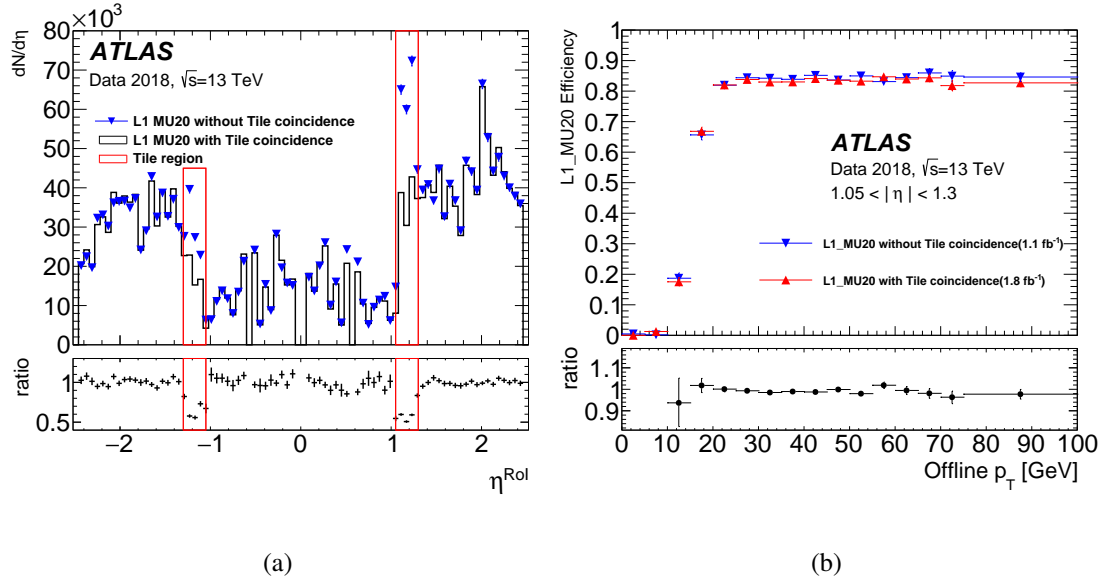 ×10³
dN/dη
80
70
60
50
40
30
20
10
0
ATLAS
Data 2018, √s=13 TeV
L1 MU20 without Tile coincidence
L1 MU20 with Tile coincidence
Tile region
ratio
1
0.5
−2 −1 0 1 2
η^RoI
(a)
L1_MU20 Efficiency
1
0.9
0.8
0.7
0.6
0.5
0.4
0.3
0.2
0.1
0
ATLAS
Data 2018, √s=13 TeV
1.05 < | η | < 1.3
L1_MU20 without Tile coincidence(1.1 fb⁻¹)
L1_MU20 with Tile coincidence(1.8 fb⁻¹)
ratio
1.1
1
0.9
0 10 20 30 40 50 60 70 80 90 100
Offline p_T [GeV]
(b)